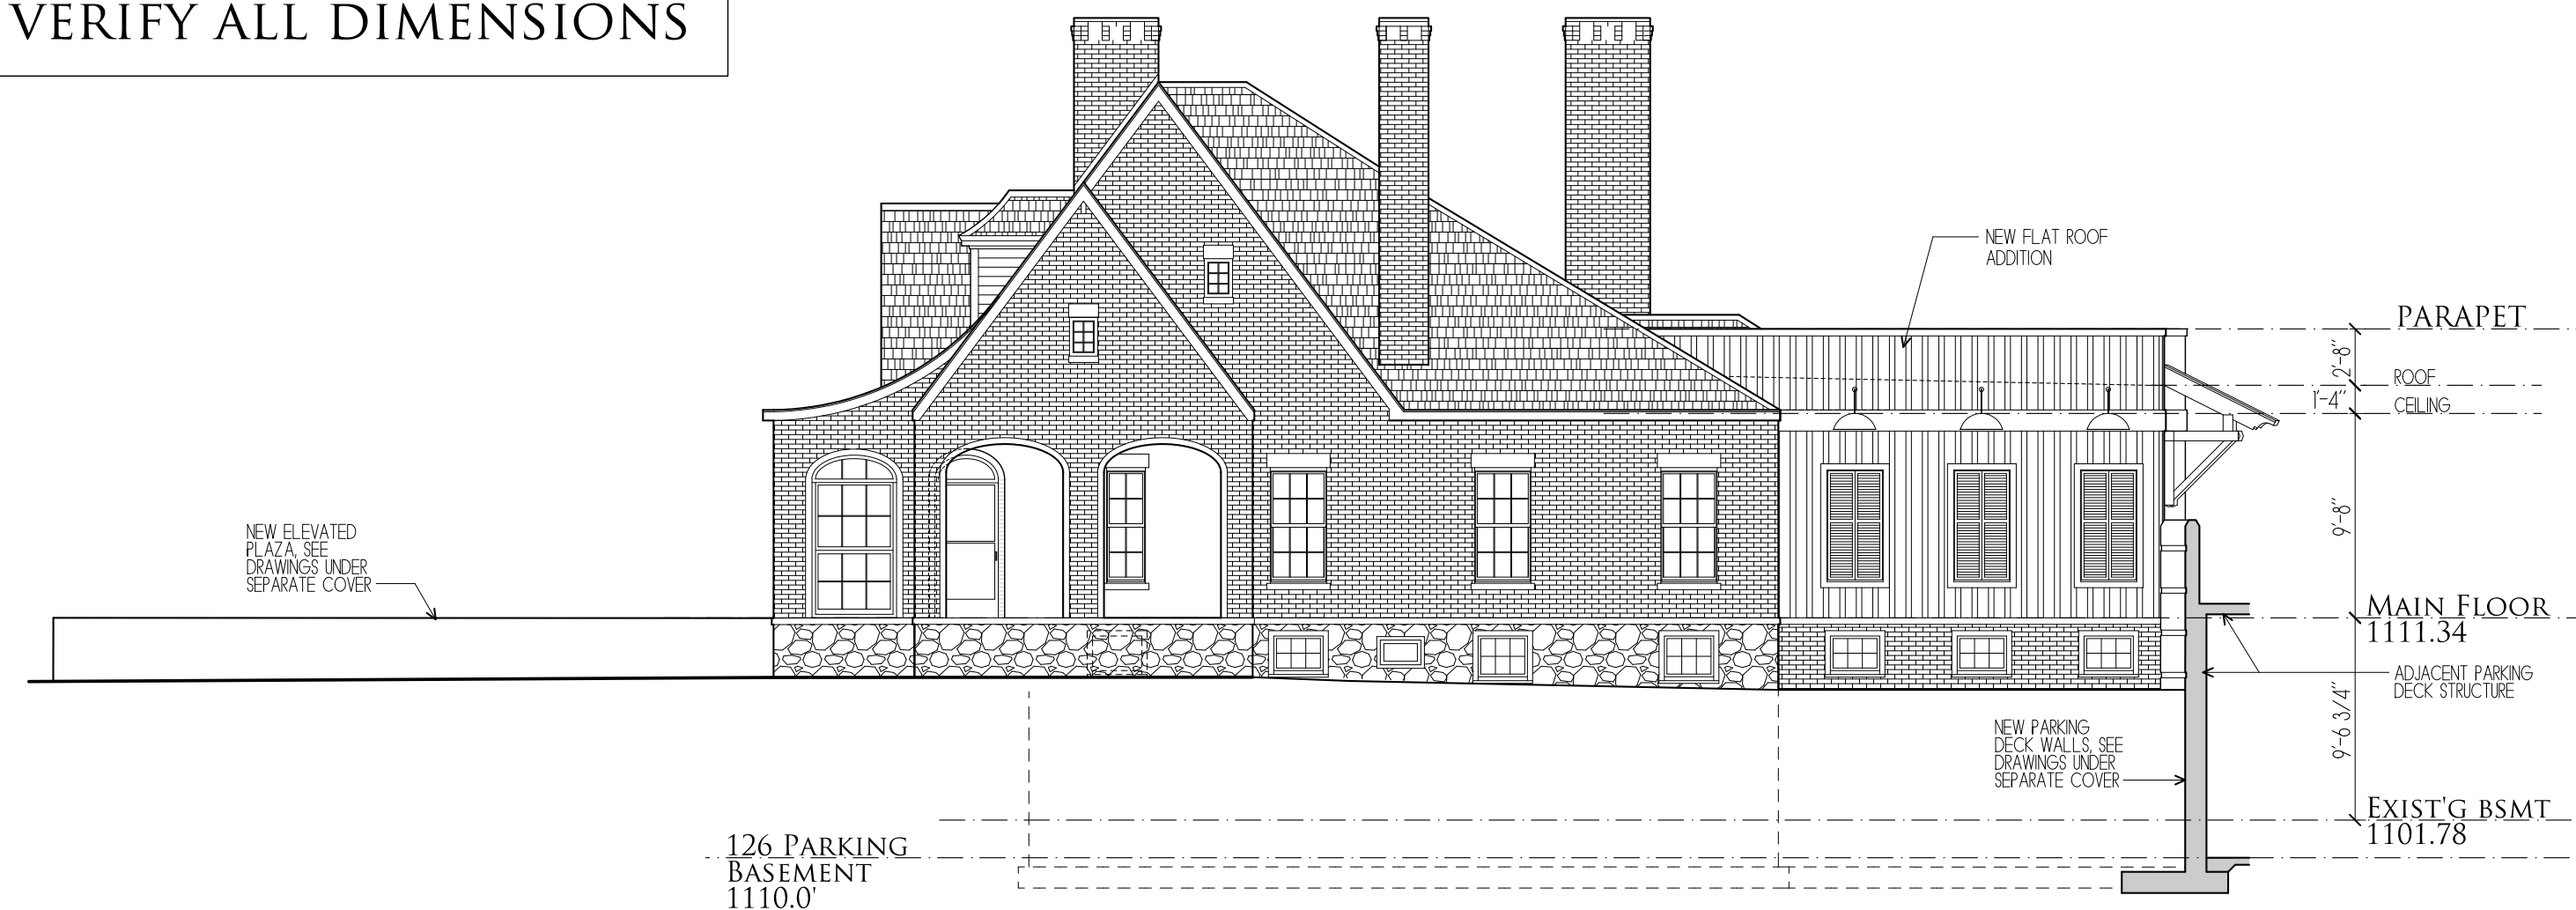 VERIFY ALL DIMENSIONS
NEW FLAT ROOF
ADDITION
PARAPET
2'-8"
ROOF
1'-4"
CEILING
9'-8"
NEW ELEVATED
PLAZA, SEE
DRAWINGS UNDER
SEPARATE COVER
MAIN FLOOR
1111.34
ADJACENT PARKING
DECK STRUCTURE
9'-6 3/4"
NEW PARKING
DECK WALLS, SEE
DRAWINGS UNDER
SEPARATE COVER
EXIST'G BSMT
1101.78
126 PARKING
BASEMENT
1110.0'